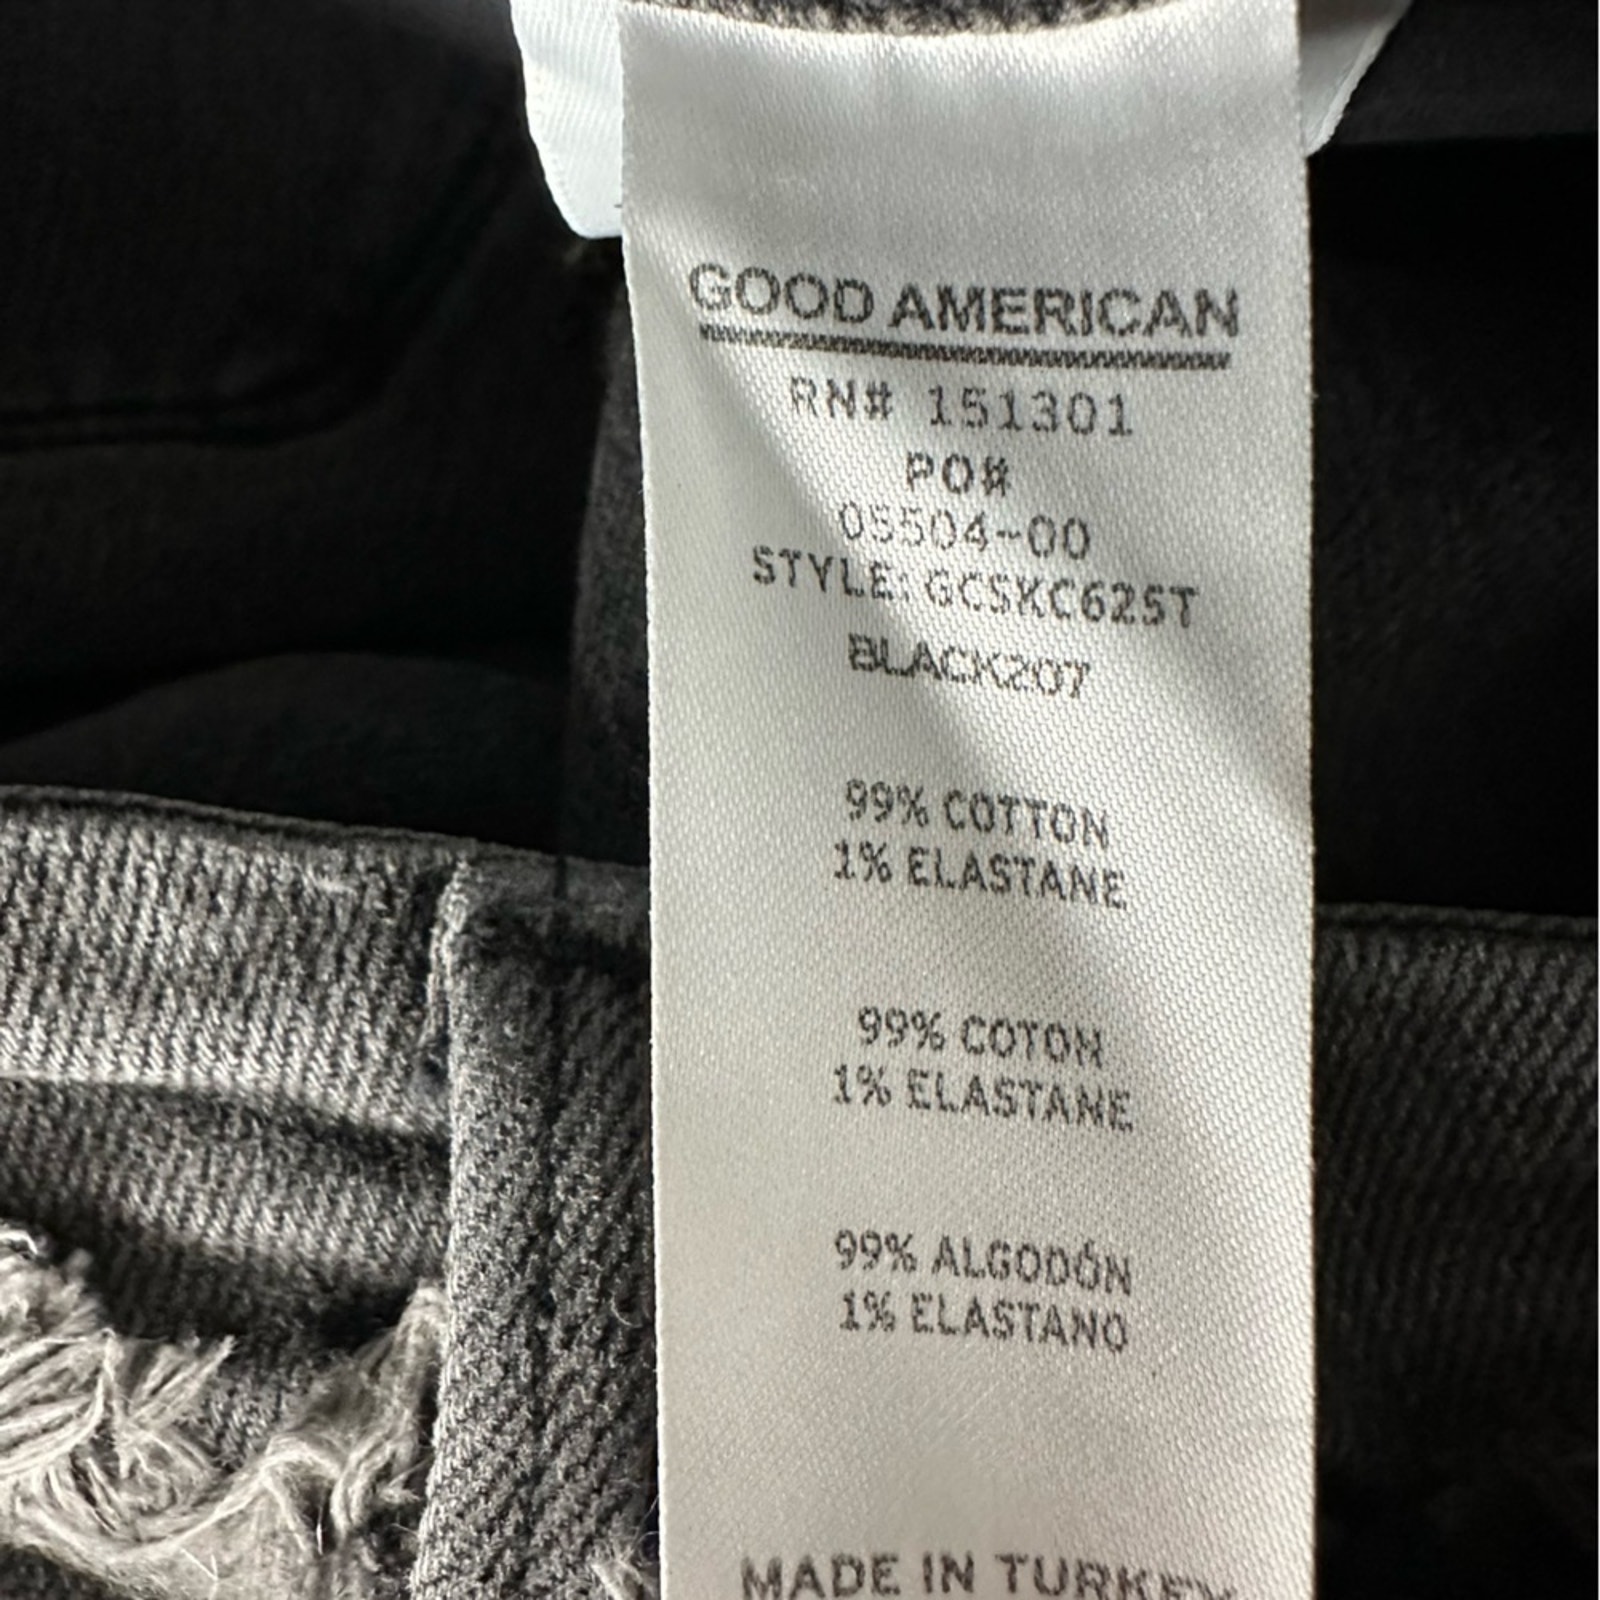 GOOD AMERICAN
RN# 151301
PO#
05504-00
STYLE: GCSKC625T
BLACK207
99% COTTON
1% ELASTANE
99% COTON
1% ELASTANE
99% ALGODÓN
1% ELASTANO
MADE IN TURKEY